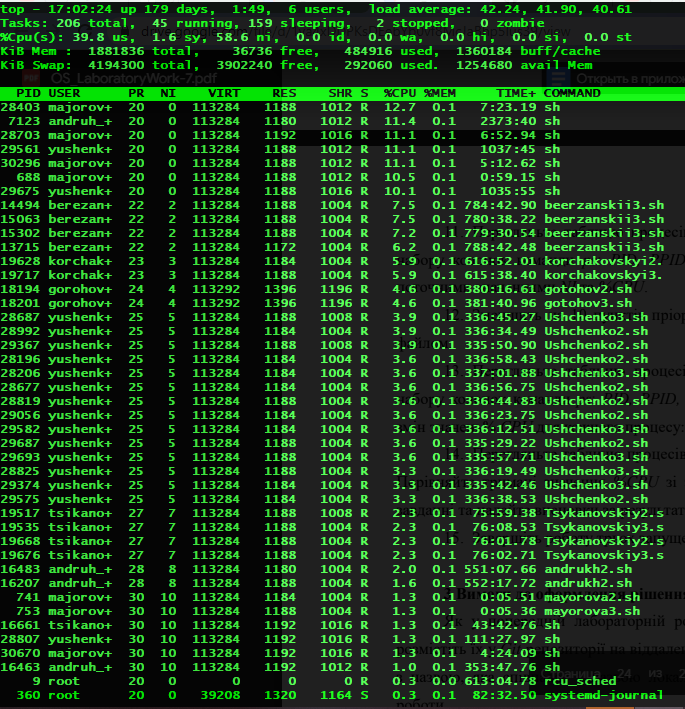 top - 17:02:24 up 179 days,  1:49,  6 users,  load average: 42.24, 41.90, 40.61
Tasks: 206 total,  45 running, 159 sleeping,   2 stopped,   0 zombie
%Cpu(s): 39.8 us,  1.6 sy, 58.6 ni,  0.0 id,  0.0 wa,  0.0 hi,  0.0 si,  0.0 st
KiB Mem :  1881836 total,    36736 free,   484916 used,  1360184 buff/cache
KiB Swap:  4194300 total,  3902240 free,   292060 used.  1254680 avail Mem
OS_LaboratoryWork-7.pdf
Открыть в прилож
PID USER PR NI VIRT RES SHR S %CPU %MEM TIME+ COMMAND
28403 majorov+ 20 0 113284 1188 1012 R 12.7 0.1 7:23.19 sh
7123 andruh_+ 20 0 113284 1180 1012 R 11.4 0.1 2373:40 sh
28703 majorov+ 20 0 113284 1192 1016 R 11.1 0.1 6:52.94 sh
29561 yushenk+ 20 0 113284 1188 1012 R 11.1 0.1 1037:45 sh
30296 majorov+ 20 0 113284 1188 1012 R 11.1 0.1 5:12.62 sh
688 majorov+ 20 0 113284 1188 1012 R 10.5 0.1 0:59.15 sh
29675 yushenk+ 20 0 113284 1188 1016 R 10.1 0.1 1035:55 sh
14494 berezan+ 22 2 113284 1188 1004 R 7.5 0.1 784:42.90 beerzanskii3.sh
15063 berezan+ 22 2 113284 1188 1004 R 7.5 0.1 780:38.22 beerzanskii3.sh
15302 berezan+ 22 2 113284 1188 1004 R 7.2 0.1 779:30.54 beerzanskii3.sh
13715 berezan+ 22 2 113284 1172 1004 R 6.2 0.1 788:42.48 beerzanskii3.sh
19628 korchak+ 23 3 113284 1184 1004 R 5.9 0.1 616:52.01 korchakovskyi2.
19717 korchak+ 23 3 113284 1188 1004 R 5.9 0.1 615:38.40 korchakovskyi3.
18194 gorohov+ 24 4 113292 1396 1196 R 4.6 0.1 380:54.61 gotohov2.sh
18201 gorohov+ 24 4 113292 1396 1196 R 4.6 0.1 381:40.96 gotohov3.sh
28687 yushenk+ 25 5 113284 1188 1008 R 3.9 0.1 336:45.27 Ushchenko3.sh
28992 yushenk+ 25 5 113284 1184 1004 R 3.9 0.1 336:34.49 Ushchenko2.sh
29367 yushenk+ 25 5 113284 1188 1008 R 3.9 0.1 335:50.90 Ushchenko2.sh
28196 yushenk+ 25 5 113284 1184 1004 R 3.6 0.1 336:58.43 Ushchenko2.sh
28206 yushenk+ 25 5 113284 1184 1004 R 3.6 0.1 337:01.88 Ushchenko3.sh
28677 yushenk+ 25 5 113284 1188 1004 R 3.6 0.1 336:56.75 Ushchenko2.sh
28819 yushenk+ 25 5 113284 1188 1004 R 3.6 0.1 336:44.83 Ushchenko2.sh
29056 yushenk+ 25 5 113284 1184 1004 R 3.6 0.1 336:23.75 Ushchenko2.sh
29582 yushenk+ 25 5 113284 1188 1004 R 3.6 0.1 336:12.51 Ushchenko3.sh
29687 yushenk+ 25 5 113284 1184 1004 R 3.6 0.1 335:29.22 Ushchenko2.sh
29693 yushenk+ 25 5 113284 1188 1004 R 3.6 0.1 335:57.71 Ushchenko3.sh
28825 yushenk+ 25 5 113284 1184 1004 R 3.3 0.1 336:19.49 Ushchenko3.sh
29374 yushenk+ 25 5 113284 1188 1004 R 3.3 0.1 335:42.46 Ushchenko3.sh
29575 yushenk+ 25 5 113284 1184 1004 R 3.3 0.1 336:38.53 Ushchenko2.sh
19517 tsikano+ 27 7 113284 1188 1008 R 2.6 0.1 75:59.38 Tsykanovskiy2.s
19535 tsikano+ 27 7 113284 1188 1004 R 2.3 0.1 76:08.53 Tsykanovskiy3.s
19668 tsikano+ 27 7 113284 1188 1004 R 2.3 0.1 76:01.73 Tsykanovskiy2.s
19676 tsikano+ 27 7 113284 1188 1004 R 2.3 0.1 76:02.71 Tsykanovskiy3.s
16483 andruh_+ 28 8 113284 1180 1004 R 2.0 0.1 551:07.66 andrukh2.sh
16207 andruh_+ 28 8 113284 1188 1004 R 1.6 0.1 552:17.72 andrukh2.sh
741 majorov+ 30 10 113284 1184 1004 R 1.3 0.1 0:05.51 mayorova2.sh
753 majorov+ 30 10 113284 1188 1004 R 1.3 0.1 0:05.36 mayorova3.sh
16661 tsikano+ 30 10 113284 1192 1016 R 1.3 0.1 43:42.76 sh
28807 yushenk+ 30 10 113284 1192 1016 R 1.3 0.1 111:27.97 sh
30670 majorov+ 30 10 113284 1192 1016 R 1.3 0.1 4:24.09 sh
16463 andruh_+ 30 10 113284 1192 1012 R 1.0 0.1 353:47.76 sh
9 root 20 0 0 0 0 R 0.3 0.0 613:04.78 rcu_sched
360 root 20 0 39208 1320 1164 S 0.3 0.1 82:32.50 systemd-journal